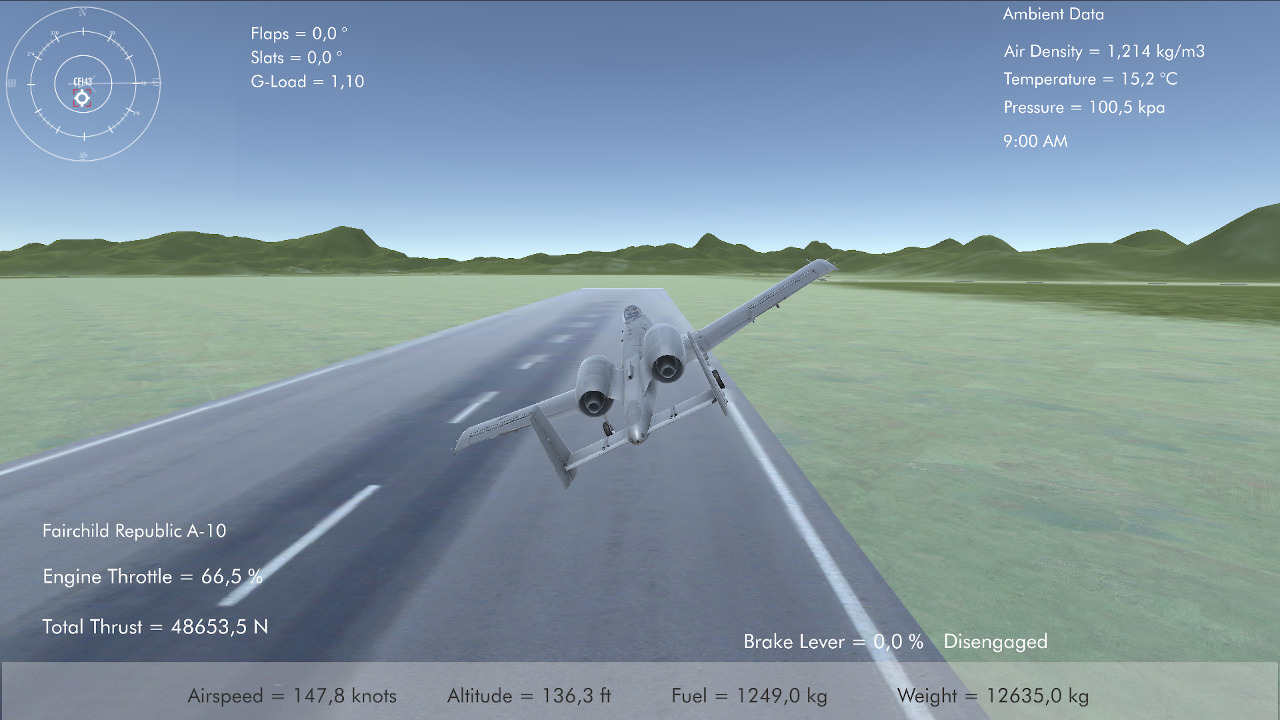 Flaps = 0,0 °
Slats = 0,0 °
G-Load = 1,10
Ambient Data
Air Density = 1,214 kg/m3
Temperature = 15,2 °C
Pressure = 100,5 kpa
9:00 AM
Fairchild Republic A-10
Engine Throttle = 66,5 %
Total Thrust = 48653,5 N
Brake Lever = 0,0 % Disengaged
Airspeed = 147,8 knots Altitude = 136,3 ft Fuel = 1249,0 kg Weight = 12635,0 kg